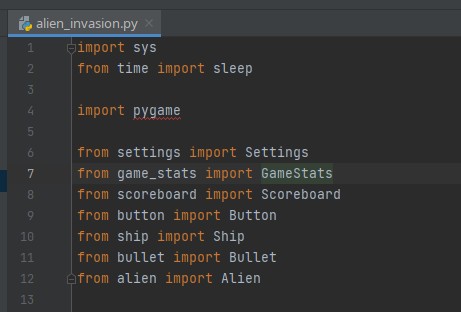 alien_invasion.py
1 import sys
2 from time import sleep
3
4 import pygame
5
6 from settings import Settings
7 from game_stats import GameStats
8 from scoreboard import Scoreboard
9 from button import Button
10 from ship import Ship
11 from bullet import Bullet
12 from alien import Alien
13